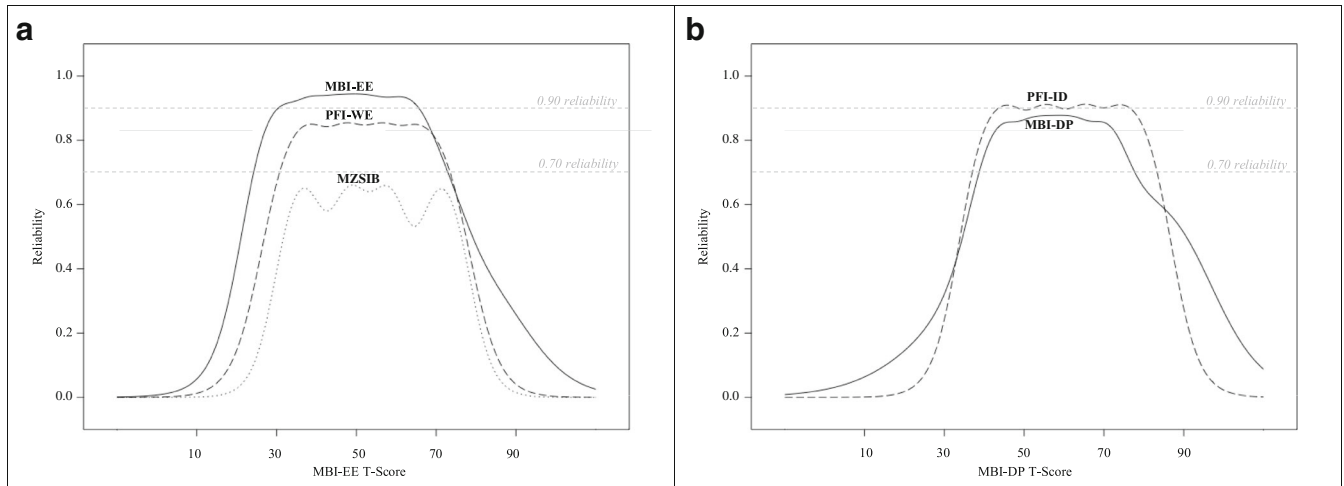 a
MBI-EE
0.90 reliability
PFI-WE
0.70 reliability
MZSIB
Reliability
1.0
0.8
0.6
0.4
0.2
0.0
10 30 50 70 90
MBI-EE T-Score
b
PFI-ID
0.90 reliability
MBI-DP
0.70 reliability
Reliability
1.0
0.8
0.6
0.4
0.2
0.0
10 30 50 70 90
MBI-DP T-Score